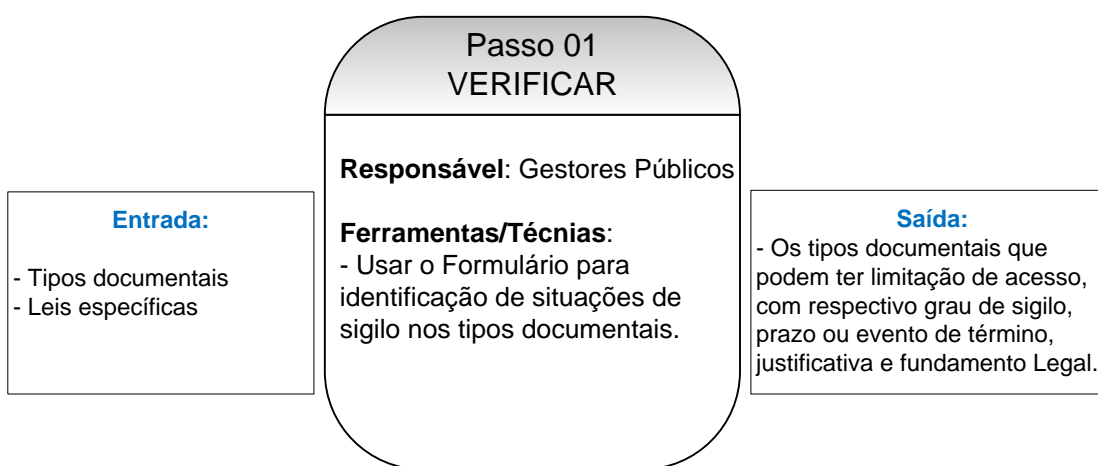 Passo 01
VERIFICAR
Entrada:
- Tipos documentais
- Leis específicas
Responsável: Gestores Públicos
Ferramentas/Técnias:
- Usar o Formulário para
identificação de situações de
sigilo nos tipos documentais.
Saída:
- Os tipos documentais que
podem ter limitação de acesso,
com respectivo grau de sigilo,
prazo ou evento de término,
justificativa e fundamento Legal.